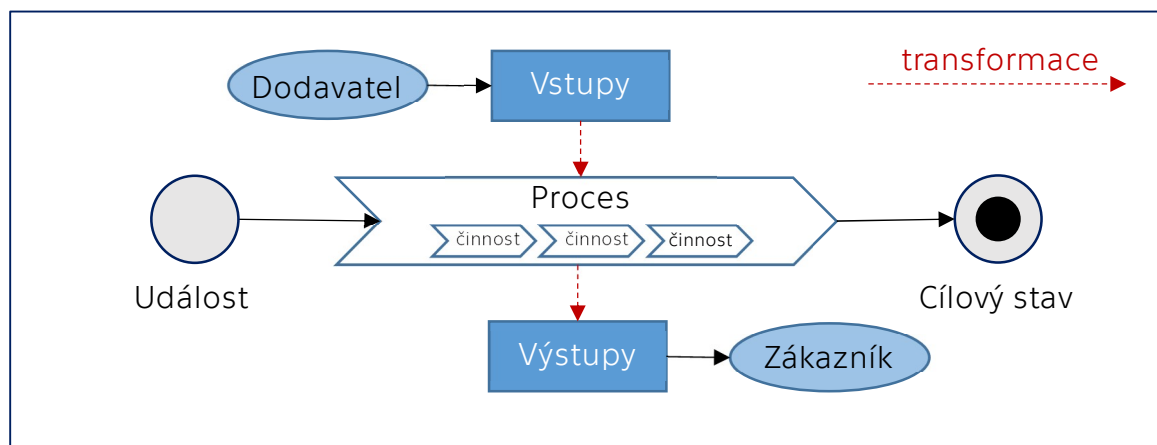 transformace
Dodavatel
Vstupy
Proces
činnost
činnost
činnost
Událost
Cílový stav
Výstupy
Zákazník